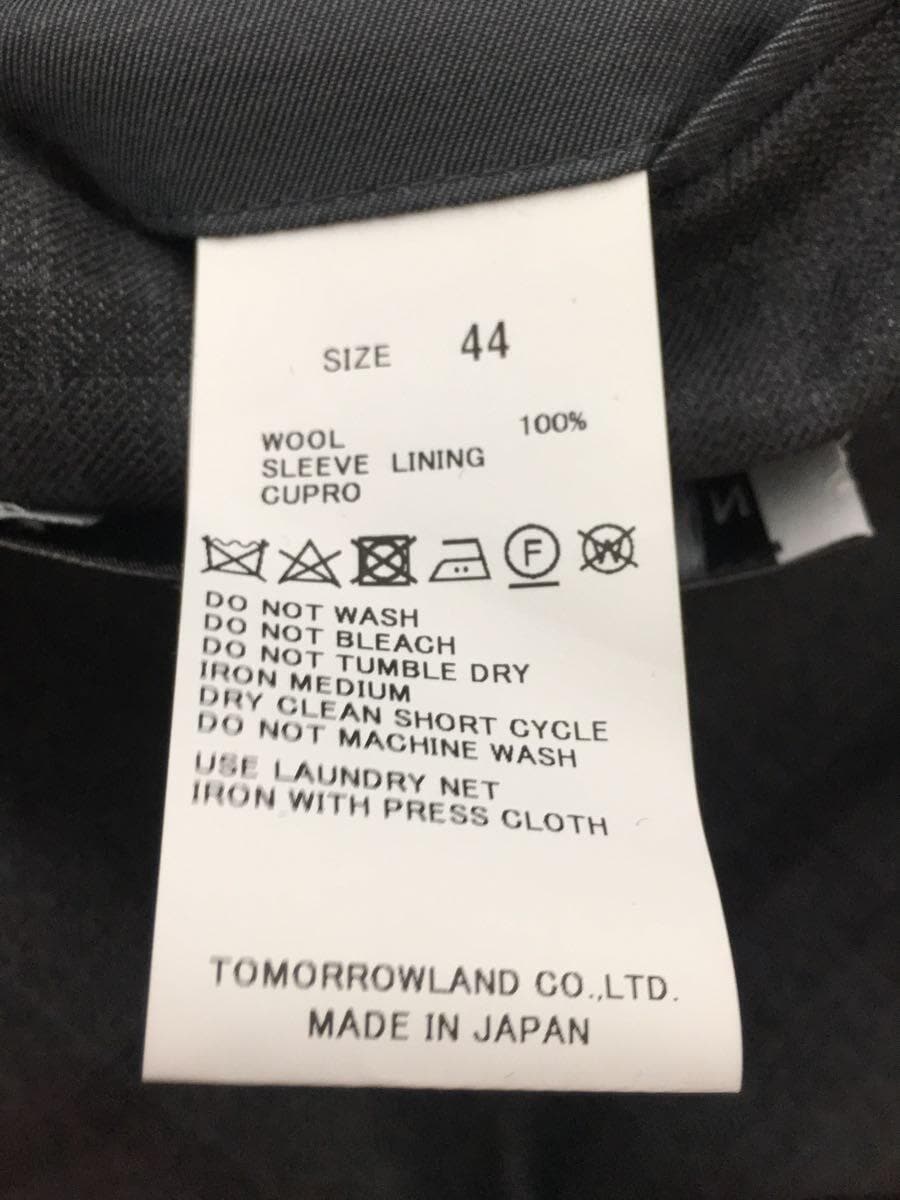 SIZE 44
WOOL 100%
SLEEVE LINING
CUPRO
F W
DO NOT WASH
DO NOT BLEACH
DO NOT TUMBLE DRY
IRON MEDIUM
DRY CLEAN SHORT CYCLE
DO NOT MACHINE WASH
USE LAUNDRY NET
IRON WITH PRESS CLOTH
TOMORROWLAND CO.,LTD.
MADE IN JAPAN